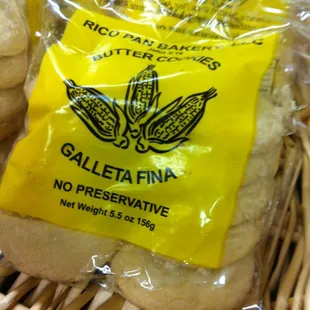 RICO PAN BAKERY, LLC
BUTTER COOKIES
GALLETA FINA
NO PRESERVATIVE
Net Weight 5.5 oz 156g